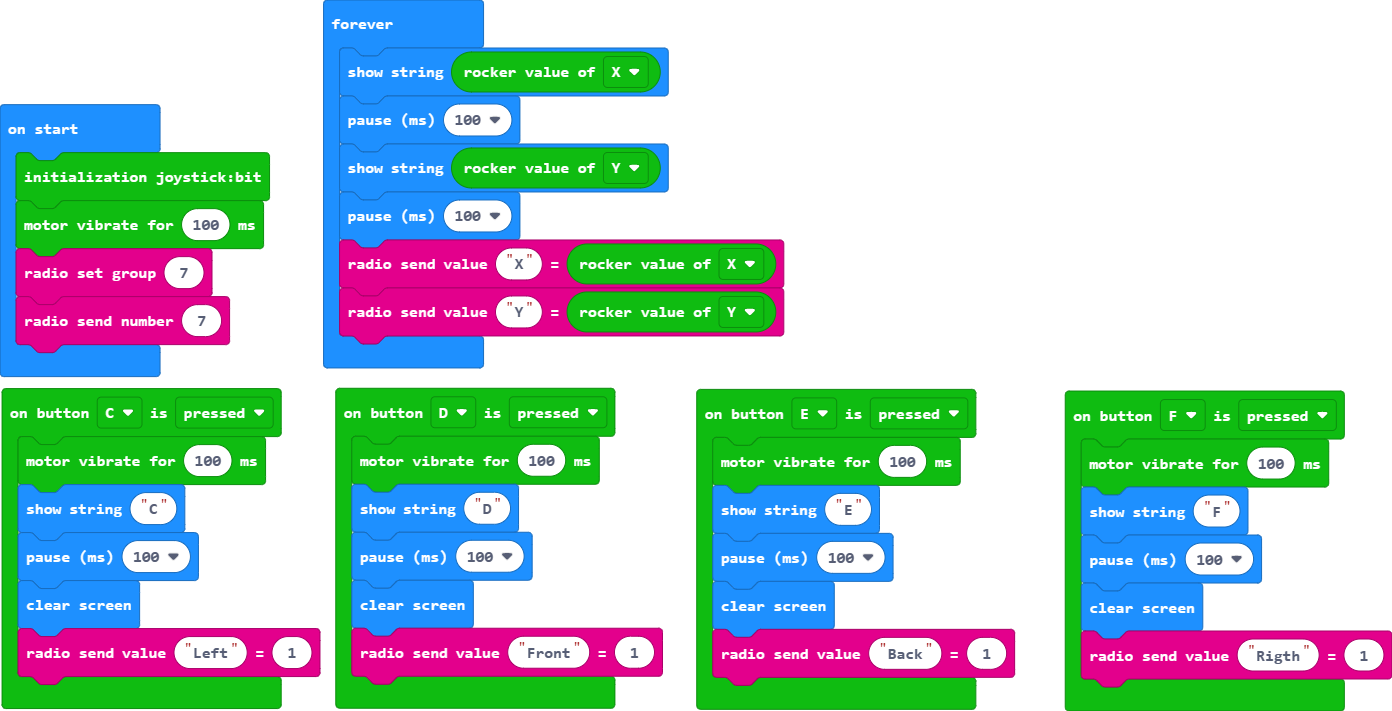 on start
initialization joystick:bit
motor vibrate for 100 ms
radio set group 7
radio send number 7
forever
show string rocker value of X
pause (ms) 100
show string rocker value of Y
pause (ms) 100
radio send value "X" = rocker value of X
radio send value "Y" = rocker value of Y
on button C is pressed
motor vibrate for 100 ms
show string "C"
pause (ms) 100
clear screen
radio send value "Left" = 1
on button D is pressed
motor vibrate for 100 ms
show string "D"
pause (ms) 100
clear screen
radio send value "Front" = 1
on button E is pressed
motor vibrate for 100 ms
show string "E"
pause (ms) 100
clear screen
radio send value "Back" = 1
on button F is pressed
motor vibrate for 100 ms
show string "F"
pause (ms) 100
clear screen
radio send value "Rigth" = 1